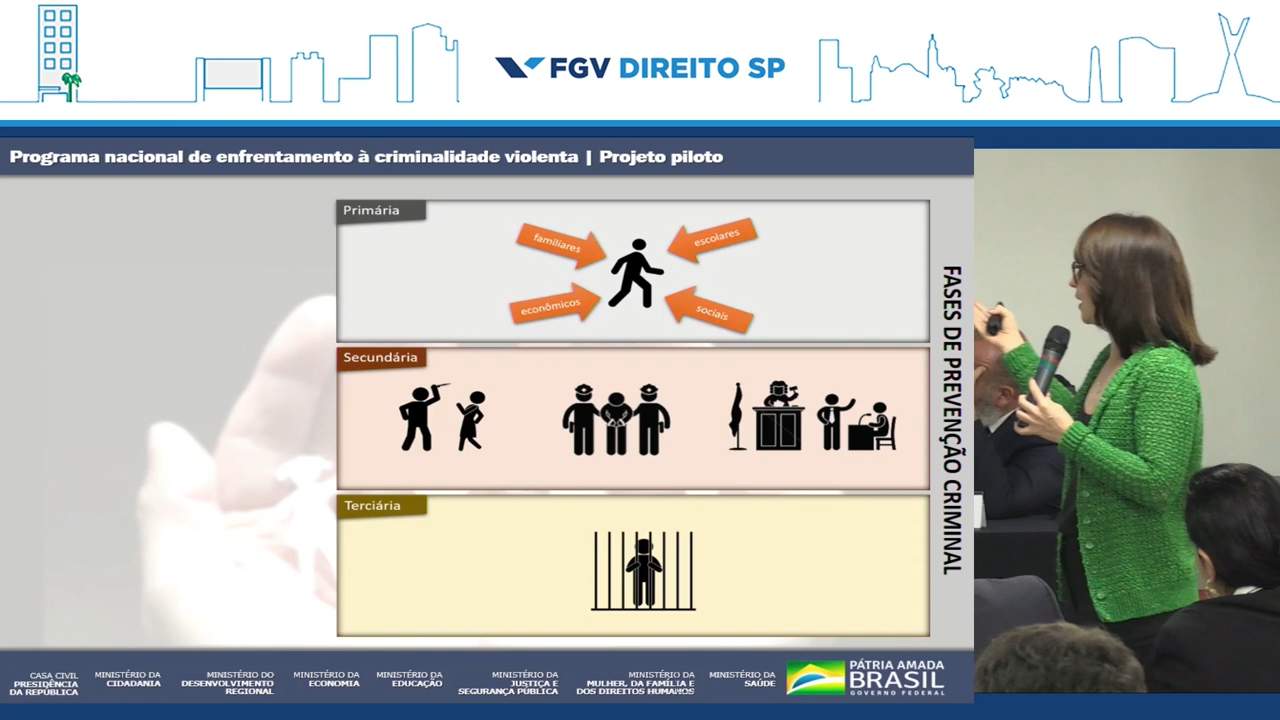 FGV DIREITO SP
Programa nacional de enfrentamento à criminalidade violenta | Projeto piloto
Primária
familiares
escolares
econômicos
sociais
Secundária
Terciária
FASES DE PREVENÇÃO CRIMINAL
CASA CIVIL
PRESIDÊNCIA
DA REPÚBLICA
MINISTÉRIO DA
CIDADANIA
MINISTÉRIO DO
DESENVOLVIMENTO
REGIONAL
MINISTÉRIO DA
ECONOMIA
MINISTÉRIO DA
EDUCAÇÃO
MINISTÉRIO DA
JUSTIÇA E
SEGURANÇA PÚBLICA
MINISTÉRIO DA
MULHER, DA FAMÍLIA E
DOS DIREITOS HUMANOS
MINISTÉRIO DA
SAÚDE
PÁTRIA AMADA
BRASIL
GOVERNO FEDERAL